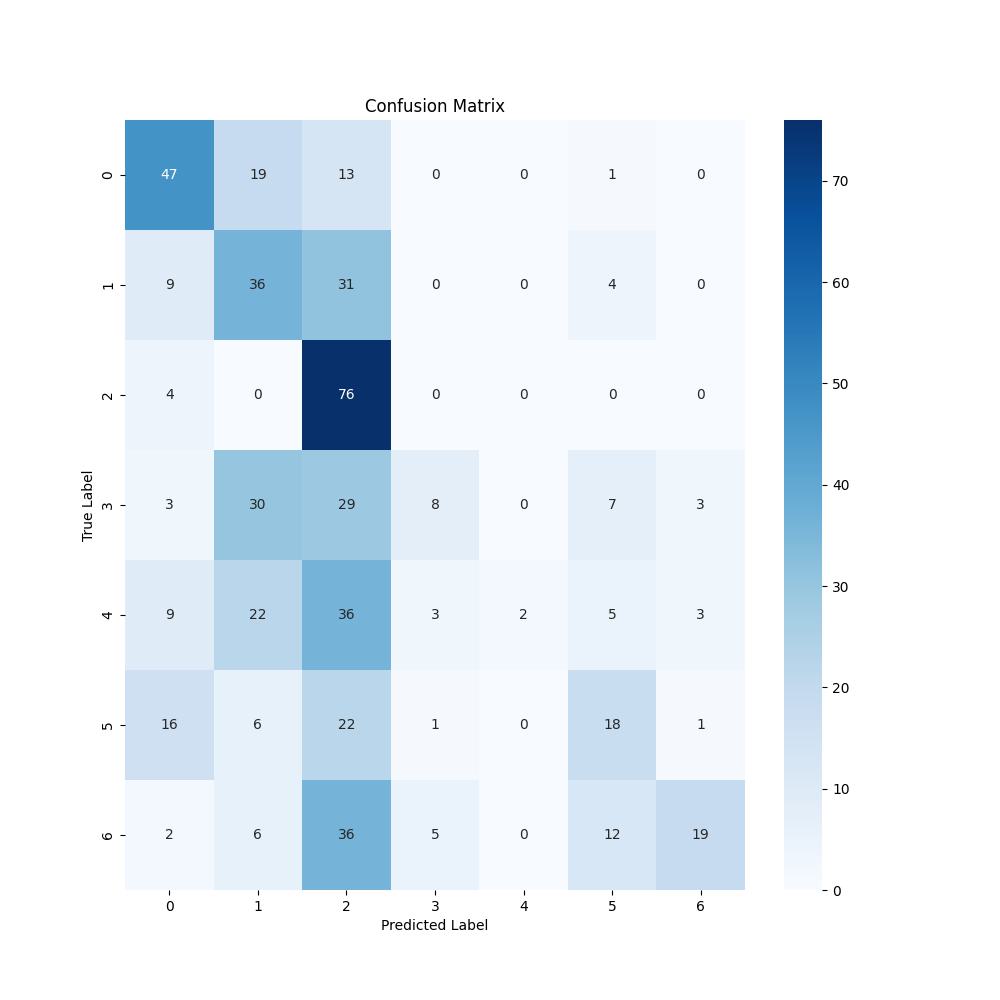 Confusion Matrix
0 47 19 13 0 0 1 0
1 9 36 31 0 0 4 0
2 4 0 76 0 0 0 0
3 3 30 29 8 0 7 3
4 9 22 36 3 2 5 3
5 16 6 22 1 0 18 1
6 2 6 36 5 0 12 19
0 1 2 3 4 5 6
Predicted Label
True Label
70
60
50
40
30
20
10
0